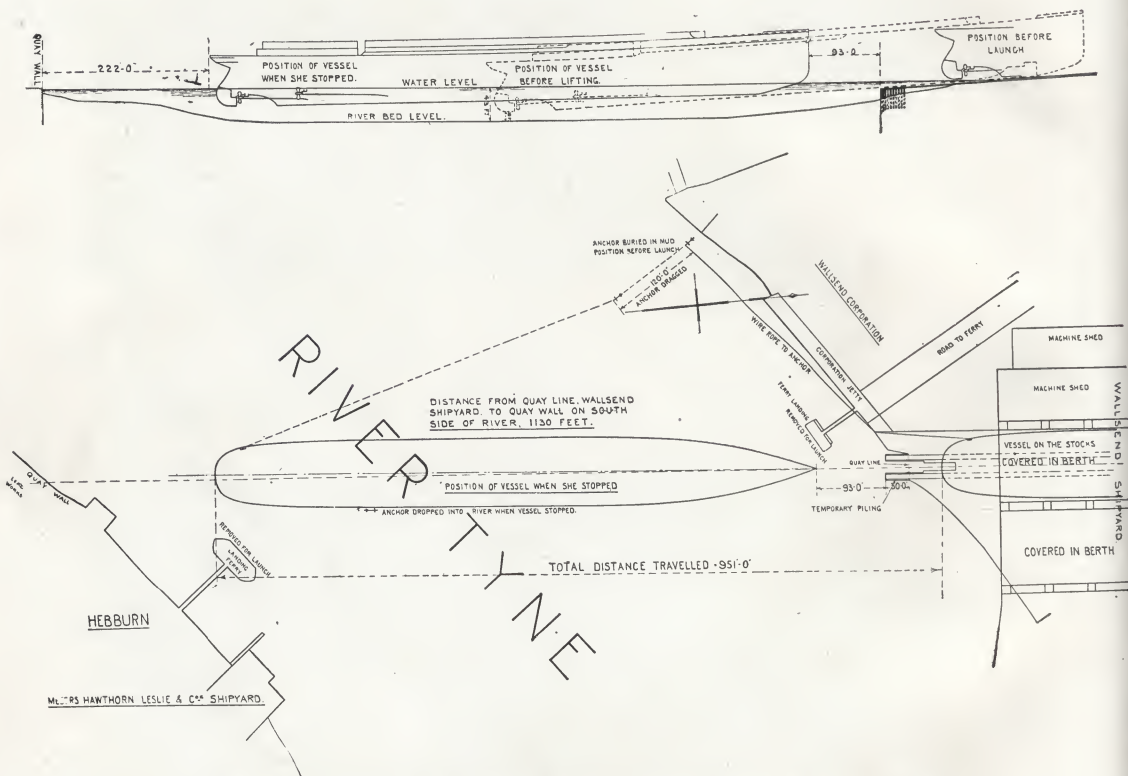 QUAY WALL
222'-0"
POSITION OF VESSEL
WHEN SHE STOPPED.
WATER LEVEL
POSITION OF VESSEL
BEFORE LIFTING.
93-0
POSITION BEFORE
LAUNCH
RIVER BED LEVEL.
ANCHOR BURIED IN MUD
POSITION BEFORE LAUNCH
120'-0"
ANCHOR DRAGGED
WALLSEND CORPORATION
WIRE ROPE TO ANCHOR
CORPORATION JETTY
ROAD TO FERRY
MACHINE SHED
MACHINE SHED
WALLSEND SHIPYARD
RIVER TYNE
DISTANCE FROM QUAY LINE, WALLSEND
SHIPYARD. TO QUAY WALL ON SOUTH
SIDE OF RIVER, 1130 FEET.
FERRY LANDING
REMOVED FOR LAUNCH
VESSEL ON THE STOCKS
COVERED IN BERTH
QUAY LINE
QUAY WALL
POSITION OF VESSEL WHEN SHE STOPPED
93'-0"
TEMPORARY PILING
ANCHOR DROPPED INTO RIVER WHEN VESSEL STOPPED.
REMOVED FOR LAUNCH
LANDING
FERRY
COVERED IN BERTH
TOTAL DISTANCE TRAVELLED - 951'-0"
HEBBURN
HAWTHORN LESLIE & Cos SHIPYARD.